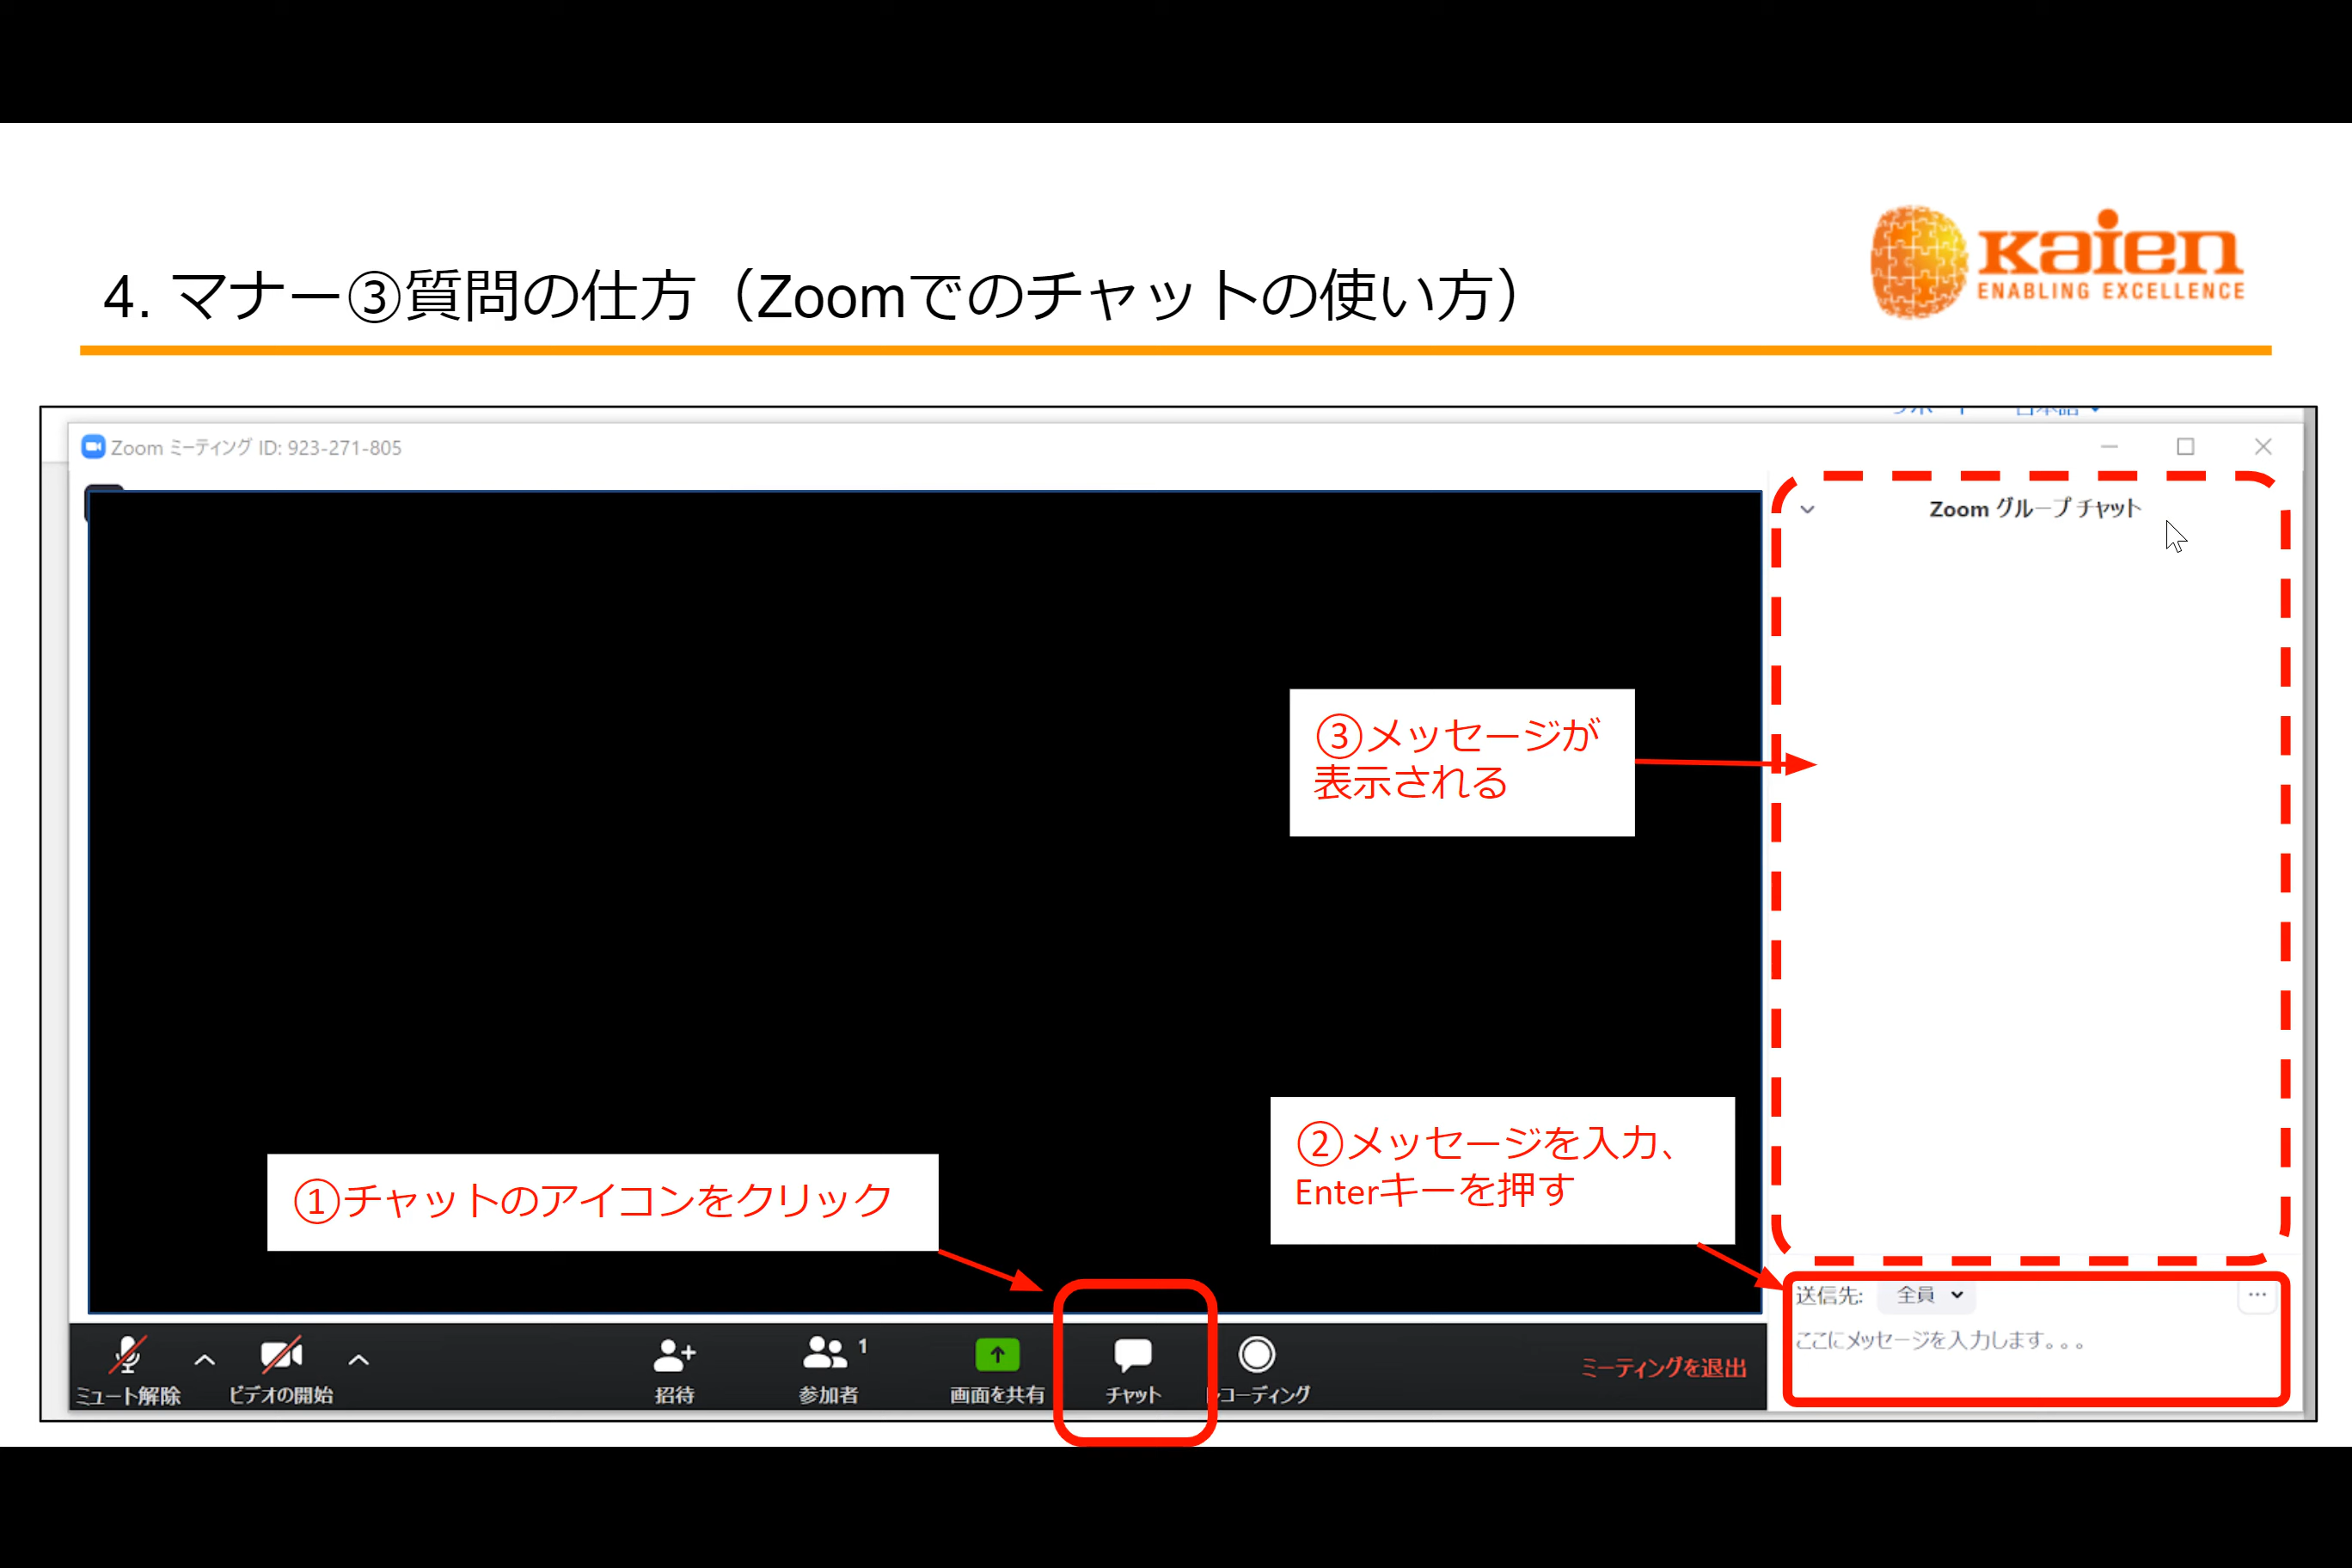 4. マナー③質問の仕方（Zoomでのチャットの使い方）
Kaien
ENABLING EXCELLENCE
Zoom ミーティング ID: 923-271-805
Zoom グループ チャット
③メッセージが
表示される
②メッセージを入力、
Enterキーを押す
①チャットのアイコンをクリック
送信先: 全員
ここにメッセージを入力します。。。
1
ミュート解除 ビデオの開始 招待 参加者 画面を共有 チャット コーディング ミーティングを退出